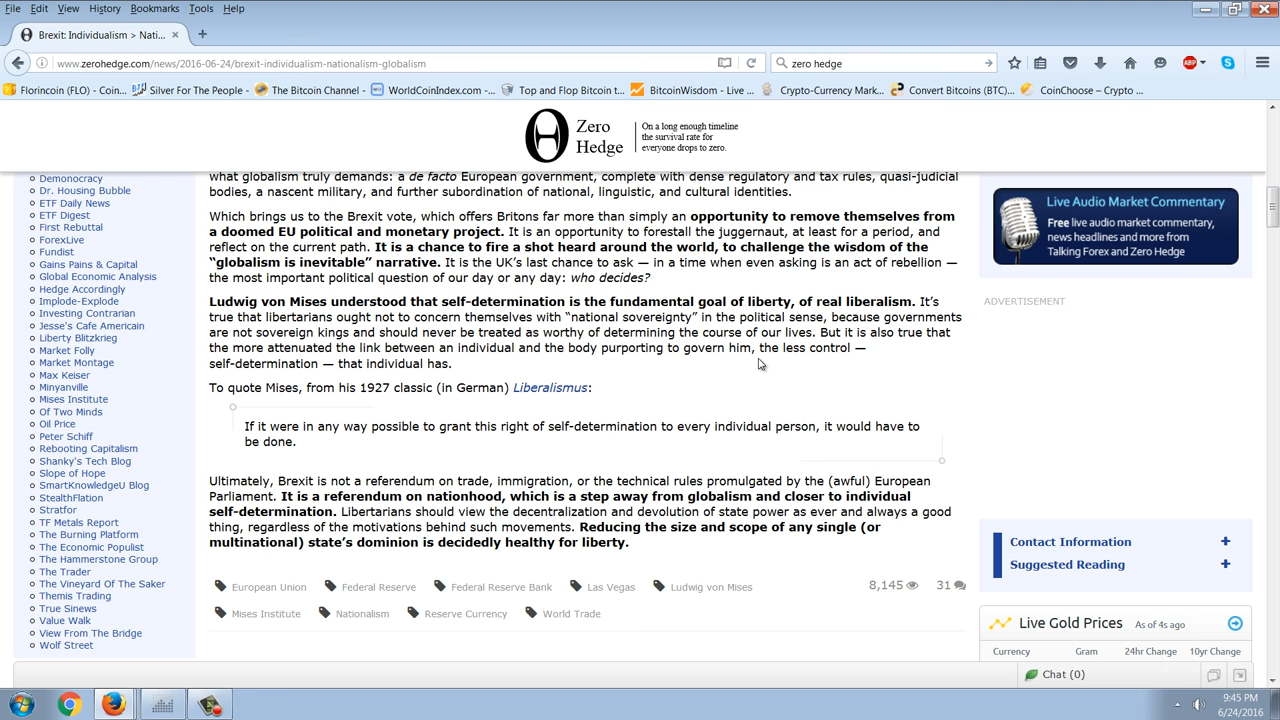 File Edit View History Bookmarks Tools Help
Brexit: Individualism > Nati...
www.zerohedge.com/news/2016-06-24/brexit-individualism-nationalism-globalism
zero hedge
ABP
Florincoin (FLO) - Coin... Silver For The People - ... The Bitcoin Channel - ... WorldCoinIndex.com -... Top and Flop Bitcoin t... BitcoinWisdom - Live ... Crypto-Currency Mark... Convert Bitcoins (BTC)... CoinChoose – Crypto ...
Zero
Hedge
On a long enough timeline
the survival rate for
everyone drops to zero.
Demonocracy
Dr. Housing Bubble
ETF Daily News
ETF Digest
First Rebuttal
ForexLive
Fundist
Gains Pains & Capital
Global Economic Analysis
Hedge Accordingly
Implode-Explode
Investing Contrarian
Jesse's Cafe Americain
Liberty Blitzkrieg
Market Folly
Market Montage
Max Keiser
Minyanville
Mises Institute
Of Two Minds
Oil Price
Peter Schiff
Rebooting Capitalism
Shanky's Tech Blog
Slope of Hope
SmartKnowledgeU Blog
StealthFlation
Stratfor
TF Metals Report
The Burning Platform
The Economic Populist
The Hammerstone Group
The Trader
The Vineyard Of The Saker
Themis Trading
True Sinews
Value Walk
View From The Bridge
Wolf Street
what globalism truly demands: a de facto European government, complete with dense regulatory and tax rules, quasi-judicial
bodies, a nascent military, and further subordination of national, linguistic, and cultural identities.
Which brings us to the Brexit vote, which offers Britons far more than simply an opportunity to remove themselves from
a doomed EU political and monetary project. It is an opportunity to forestall the juggernaut, at least for a period, and
reflect on the current path. It is a chance to fire a shot heard around the world, to challenge the wisdom of the
“globalism is inevitable” narrative. It is the UK’s last chance to ask — in a time when even asking is an act of rebellion —
the most important political question of our day or any day: who decides?
Ludwig von Mises understood that self-determination is the fundamental goal of liberty, of real liberalism. It’s
true that libertarians ought not to concern themselves with “national sovereignty” in the political sense, because governments
are not sovereign kings and should never be treated as worthy of determining the course of our lives. But it is also true that
the more attenuated the link between an individual and the body purporting to govern him, the less control —
self-determination — that individual has.
To quote Mises, from his 1927 classic (in German) Liberalismus:
If it were in any way possible to grant this right of self-determination to every individual person, it would have to
be done.
Ultimately, Brexit is not a referendum on trade, immigration, or the technical rules promulgated by the (awful) European
Parliament. It is a referendum on nationhood, which is a step away from globalism and closer to individual
self-determination. Libertarians should view the decentralization and devolution of state power as ever and always a good
thing, regardless of the motivations behind such movements. Reducing the size and scope of any single (or
multinational) state’s dominion is decidedly healthy for liberty.
European Union Federal Reserve Federal Reserve Bank Las Vegas Ludwig von Mises 8,145 31
Mises Institute Nationalism Reserve Currency World Trade
Live Audio Market Commentary
Free live audio market commentary,
news headlines and more from
Talking Forex and Zero Hedge
ADVERTISEMENT
Contact Information +
Suggested Reading +
Live Gold Prices As of 4s ago
Currency Gram 24hr Change 10yr Change
Chat (0)
9:45 PM
6/24/2016